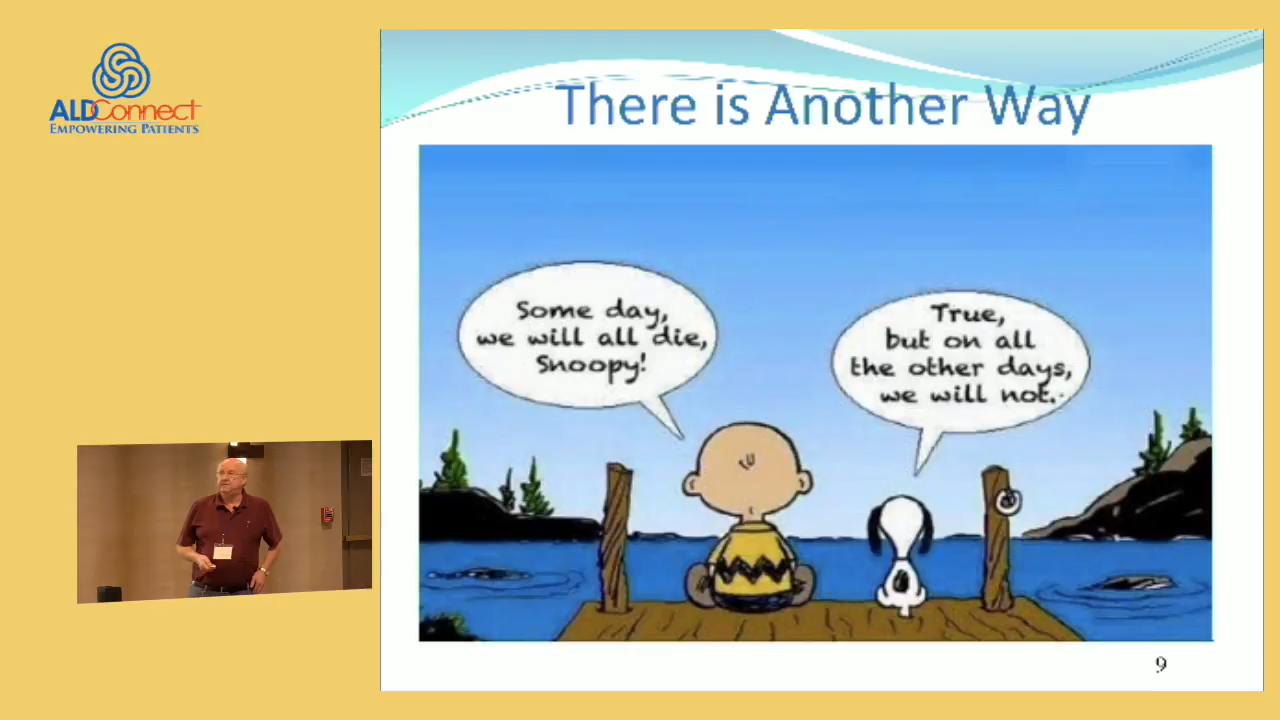 ALDConnect
EMPOWERING PATIENTS
There is Another Way
Some day,
we will all die,
Snoopy!
True,
but on all
the other days,
we will not.
9